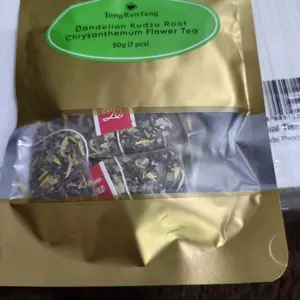 TongRenTang
Dandelion Kudzu Root
Chrysanthemum Flower Tea
50g (7 pcs)